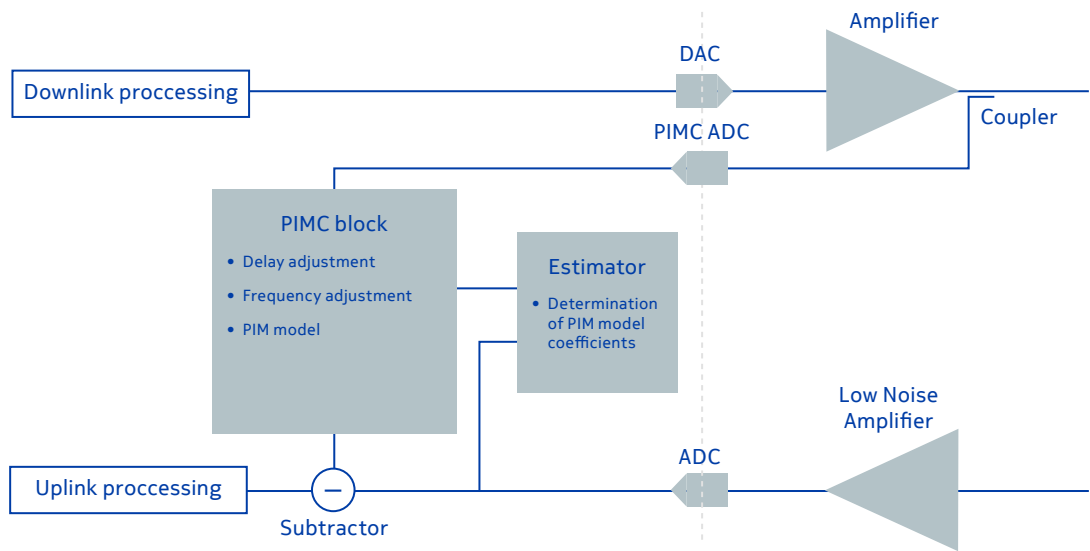 Amplifier
DAC
Downlink proccessing
Coupler
PIMC ADC
PIMC block
• Delay adjustment
• Frequency adjustment
• PIM model
Estimator
• Determination
of PIM model
coefficients
Low Noise
Amplifier
ADC
Uplink proccessing
−
Subtractor